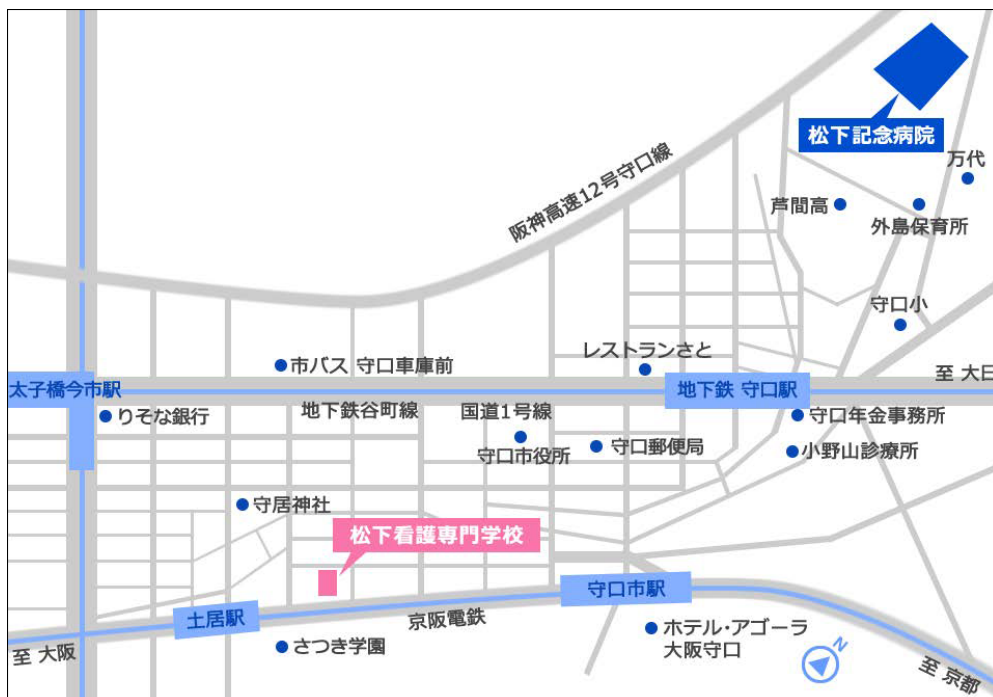 松下記念病院
万代
阪神高速12号守口線
芦間高
外島保育所
守口小
レストランさと
市バス 守口車庫前
至 大日
太子橋今市駅
地下鉄 守口駅
りそな銀行
地下鉄谷町線
国道1号線
守口年金事務所
守口市役所
守口郵便局
小野山診療所
守居神社
松下看護専門学校
守口市駅
土居駅
京阪電鉄
ホテル・アゴーラ
大阪守口
さつき学園
至 大阪
N
至 京都